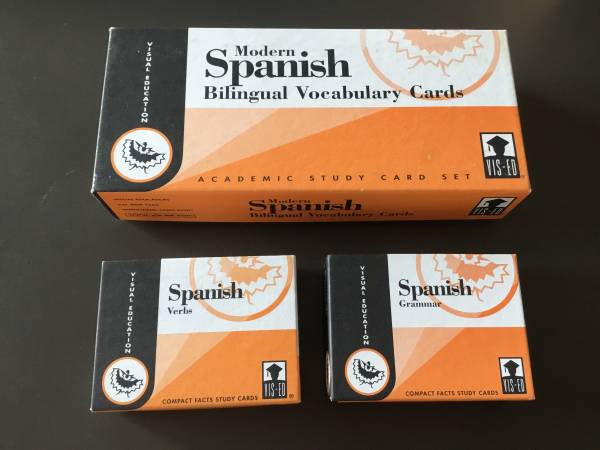 VISUAL EDUCATION
Modern
Spanish
Bilingual Vocabulary Cards
ACADEMIC STUDY CARD SET
VIS-ED®
Modern
Spanish
Bilingual Vocabulary Cards
VIS-ED
VISUAL EDUCATION
Spanish
Verbs
COMPACT FACTS STUDY CARDS
VIS-ED®
VISUAL EDUCATION
Spanish
Grammar
COMPACT FACTS STUDY CARDS
VIS-ED